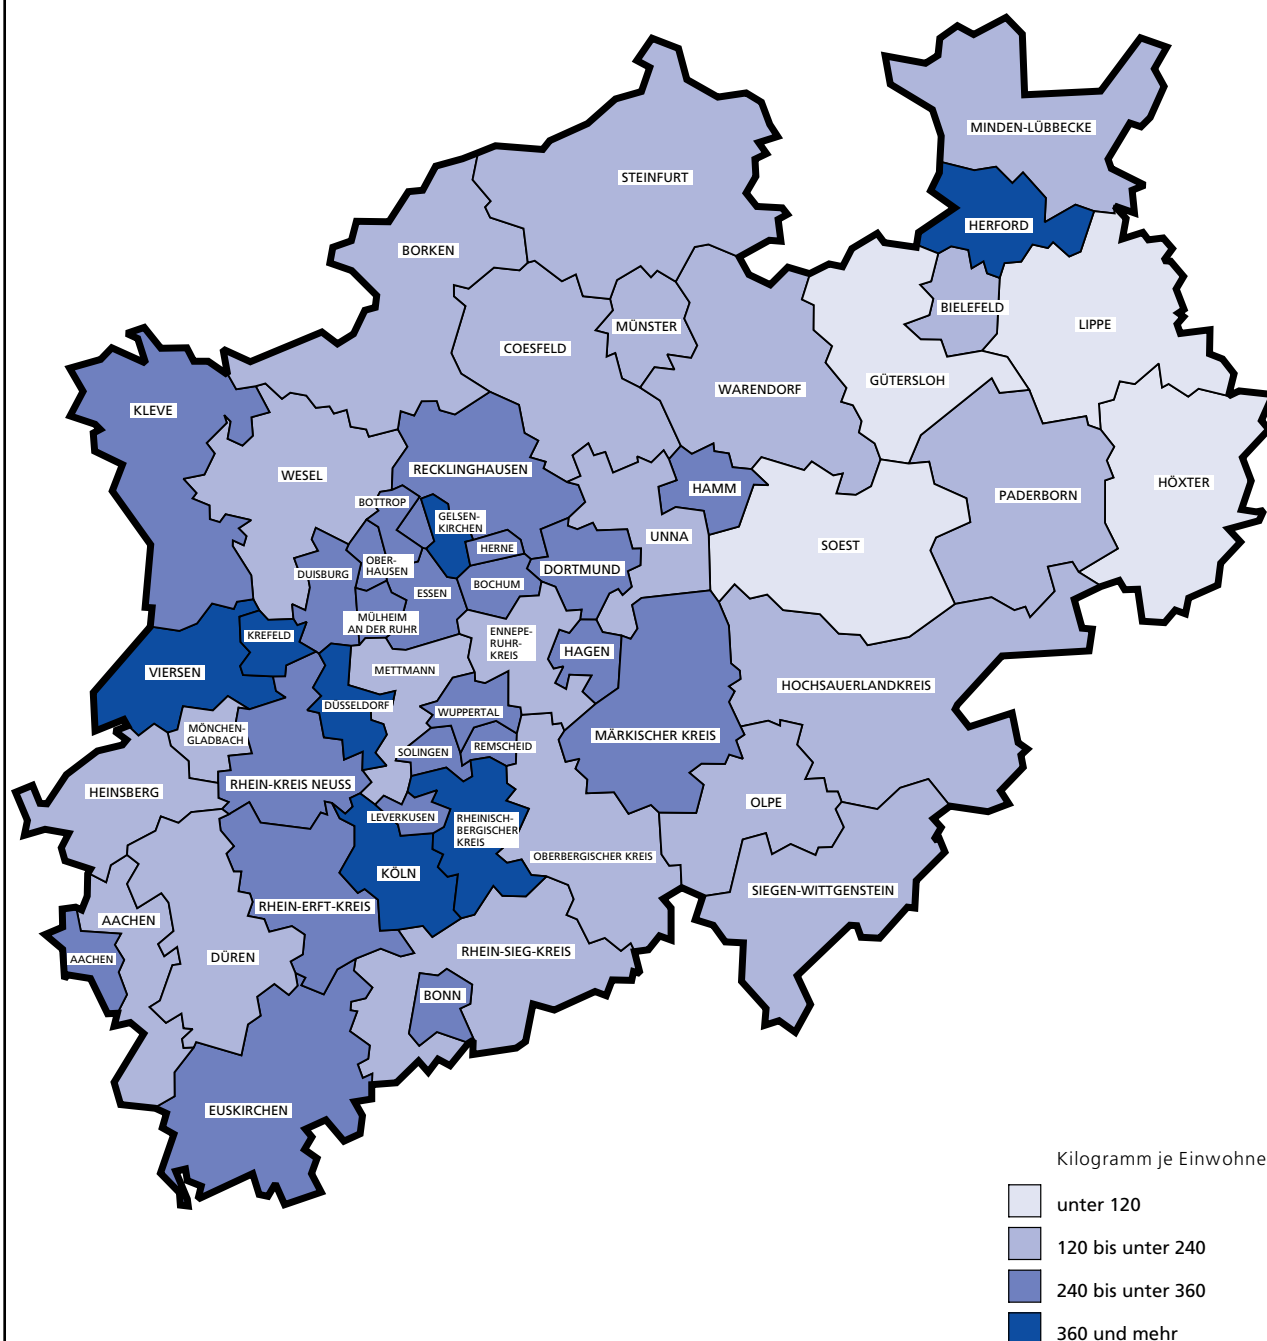 MINDEN-LÜBBECKE
STEINFURT
HERFORD
BORKEN
BIELEFELD
LIPPE
MÜNSTER
COESFELD
GÜTERSLOH
WARENDORF
KLEVE
RECKLINGHAUSEN
WESEL
HÖXTER
HAMM
PADERBORN
BOTTROP
GELSEN-
KIRCHEN
UNNA
SOEST
HERNE
OBER-
HAUSEN
DUISBURG
DORTMUND
BOCHUM
ESSEN
MÜLHEIM
AN DER RUHR
KREFELD
ENNEPE-
RUHR-
KREIS
HAGEN
VIERSEN
METTMANN
HOCHSAUERLANDKREIS
DÜSSELDORF
WUPPERTAL
MÖNCHEN-
GLADBACH
MÄRKISCHER KREIS
SOLINGEN
REMSCHEID
RHEIN-KREIS NEUSS
HEINSBERG
OLPE
LEVERKUSEN
RHEINISCH-
BERGISCHER
KREIS
OBERBERGISCHER KREIS
KÖLN
SIEGEN-WITTGENSTEIN
RHEIN-ERFT-KREIS
AACHEN
RHEIN-SIEG-KREIS
DÜREN
AACHEN
BONN
EUSKIRCHEN
Kilogramm je Einwohne
unter 120
120 bis unter 240
240 bis unter 360
360 und mehr